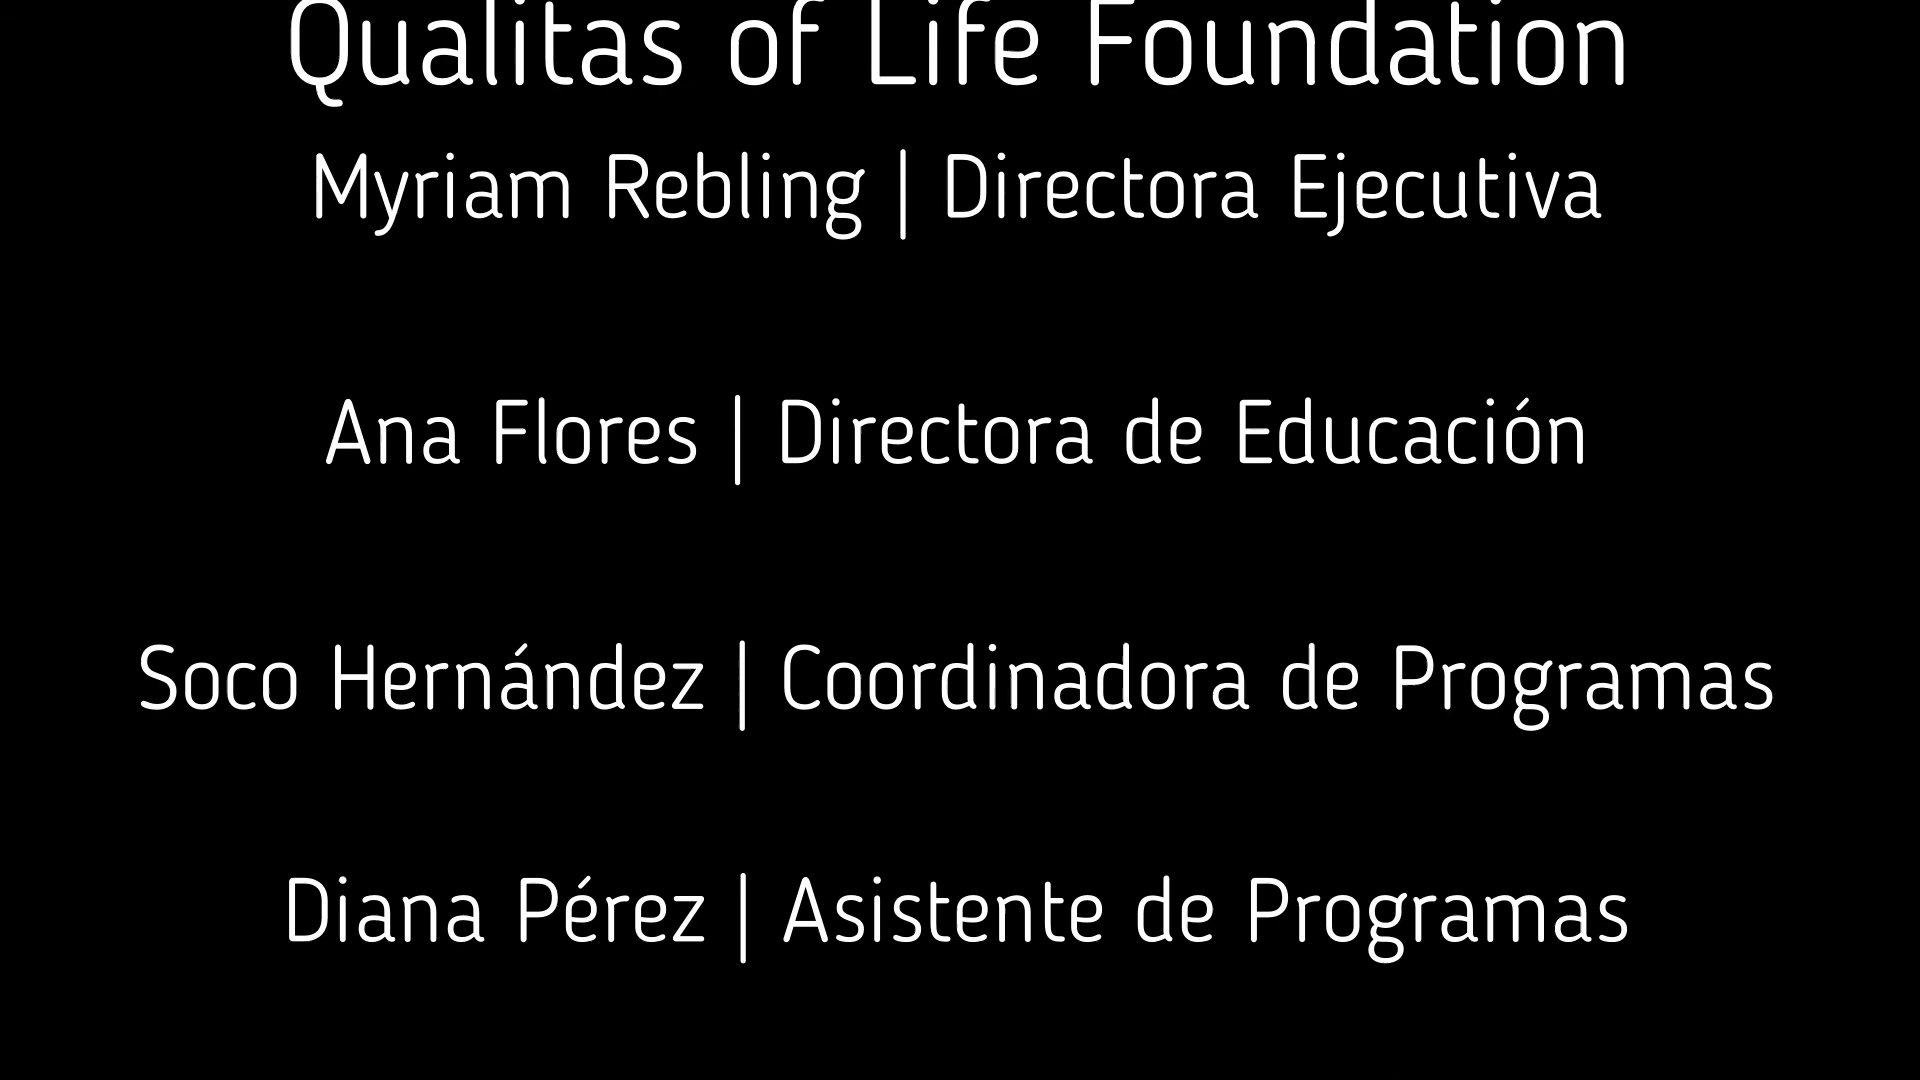 Qualitas of Life Foundation
Myriam Rebling | Directora Ejecutiva
Ana Flores | Directora de Educación
Soco Hernández | Coordinadora de Programas
Diana Pérez | Asistente de Programas